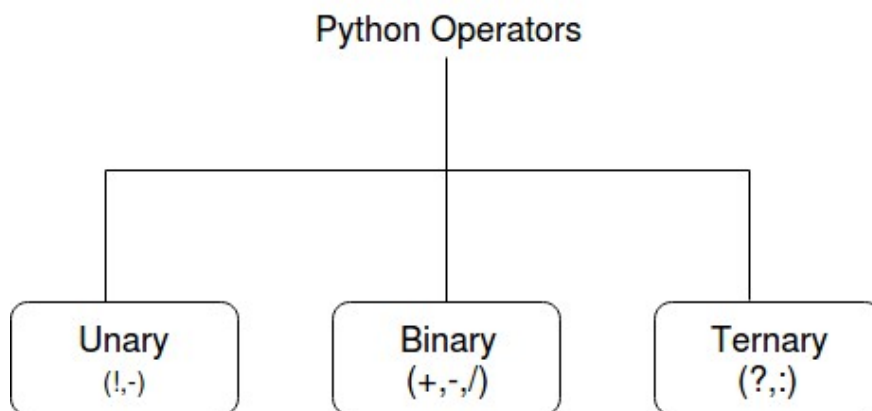 Python Operators
Unary
(!,-)
Binary
(+,-,/)
Ternary
(?,:)